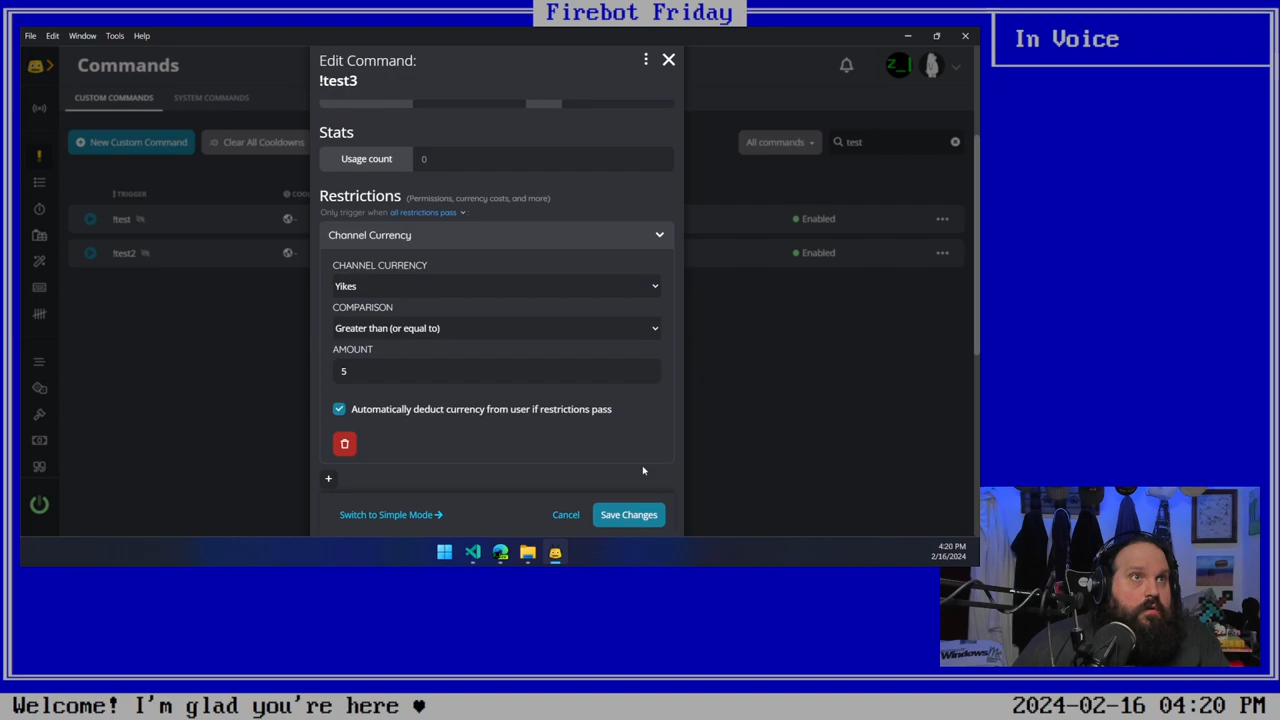 Firebot Friday
In Voice
File Edit Window Tools Help
Commands
CUSTOM COMMANDS SYSTEM COMMANDS
New Custom Command Clear All Cooldowns
All commands test
TRIGGER
!test Enabled
!test2 Enabled
Edit Command:
!test3
Stats
Usage count 0
Restrictions (Permissions, currency costs, and more)
Only trigger when all restrictions pass
Channel Currency
CHANNEL CURRENCY
Yikes
COMPARISON
Greater than (or equal to)
AMOUNT
5
Automatically deduct currency from user if restrictions pass
+
Switch to Simple Mode Cancel Save Changes
4:20 PM
2/16/2024
Welcome! I'm glad you're here ♥
2024-02-16 04:20 PM